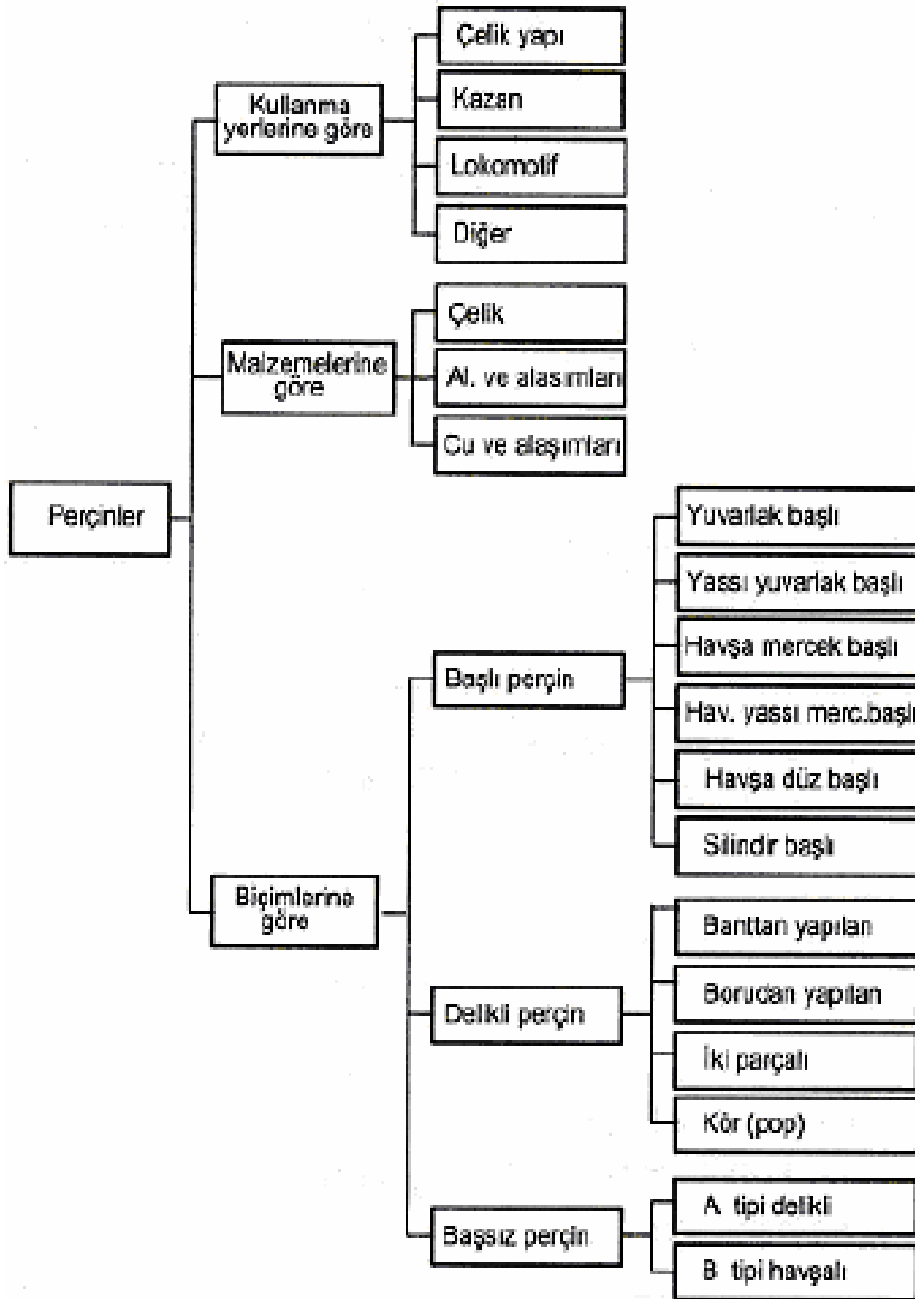 Perçinler
Kullanma
yerlerine göre
Çelik yapı
Kazan
Lokomotif
Diğer
Malzemelerine
göre
Çelik
Al. ve alasımları
Cu ve alaşımları
Biçimlerine
göre
Başlı perçin
Yuvarlak başlı
Yassı yuvarlak başlı
Havşa mercek başlı
Hav. yassı merc.başlı
Havşa düz başlı
Silindir başlı
Delikli perçin
Banttan yapılan
Borudan yapılan
İki parçalı
Kör (pop)
Başsız perçin
A tipi delikli
B tipi havşalı